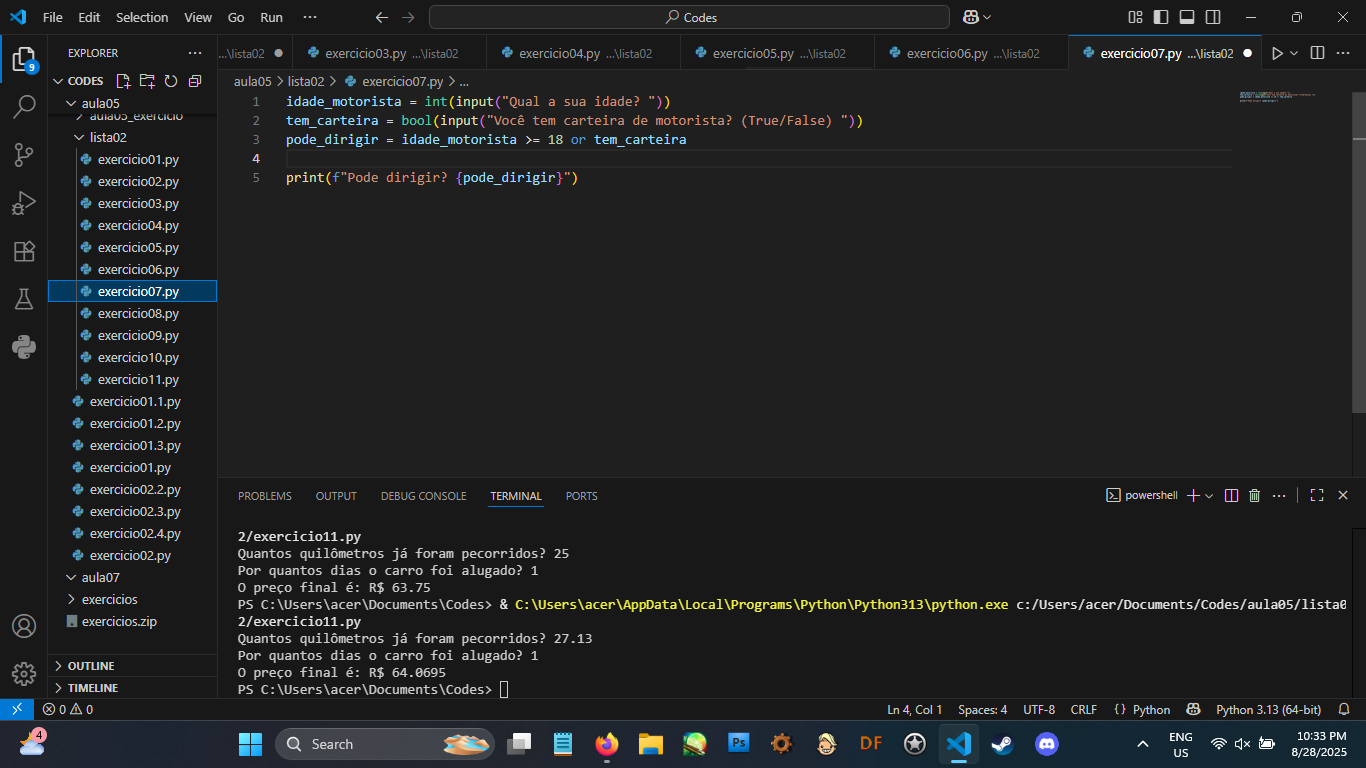 File Edit Selection View Go Run ··· Codes
EXPLORER ···
...\lista02 exercicio03.py ...\lista02 exercicio04.py ...\lista02 exercicio05.py ...\lista02 exercicio06.py ...\lista02 exercicio07.py ...\lista02
CODES
aula05 > lista02 > exercicio07.py > ...
aula05
aula05_exercicio
lista02
exercicio01.py
exercicio02.py
exercicio03.py
exercicio04.py
exercicio05.py
exercicio06.py
exercicio07.py
exercicio08.py
exercicio09.py
exercicio10.py
exercicio11.py
exercicio01.1.py
exercicio01.2.py
exercicio01.3.py
exercicio01.py
exercicio02.2.py
exercicio02.3.py
exercicio02.4.py
exercicio02.py
aula07
exercicios
exercicios.zip
OUTLINE
TIMELINE
9
1 idade_motorista = int(input("Qual a sua idade? "))
2 tem_carteira = bool(input("Você tem carteira de motorista? (True/False) "))
3 pode_dirigir = idade_motorista >= 18 or tem_carteira
4
5 print(f"Pode dirigir? {pode_dirigir}")
PROBLEMS OUTPUT DEBUG CONSOLE TERMINAL PORTS powershell
2/exercicio11.py
Quantos quilômetros já foram pecorridos? 25
Por quantos dias o carro foi alugado? 1
O preço final é: R$ 63.75
PS C:\Users\acer\Documents\Codes> & C:\Users\acer\AppData\Local\Programs\Python\Python313\python.exe c:/Users/acer/Documents/Codes/aula05/lista0
2/exercicio11.py
Quantos quilômetros já foram pecorridos? 27.13
Por quantos dias o carro foi alugado? 1
O preço final é: R$ 64.0695
PS C:\Users\acer\Documents\Codes>
0 0 Ln 4, Col 1 Spaces: 4 UTF-8 CRLF {} Python Python 3.13 (64-bit)
4 Search Ps DF ENG US 10:33 PM 8/28/2025